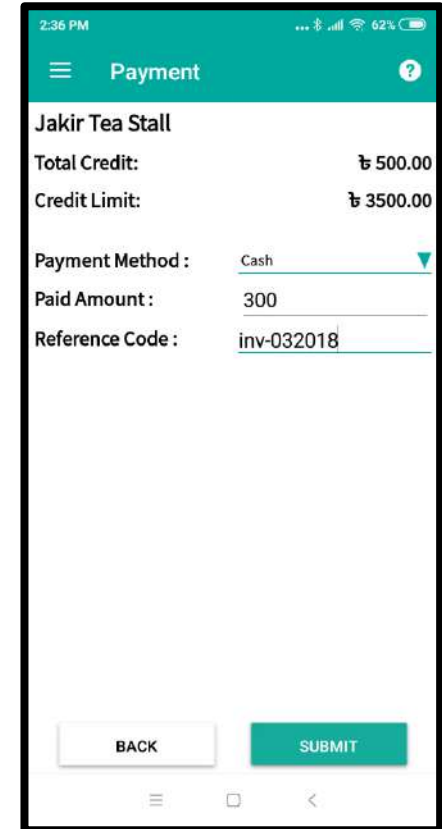 2:36 PM ... 62%
Payment ?
Jakir Tea Stall
Total Credit: ৳ 500.00
Credit Limit: ৳ 3500.00
Payment Method : Cash
Paid Amount : 300
Reference Code : inv-032018
BACK SUBMIT